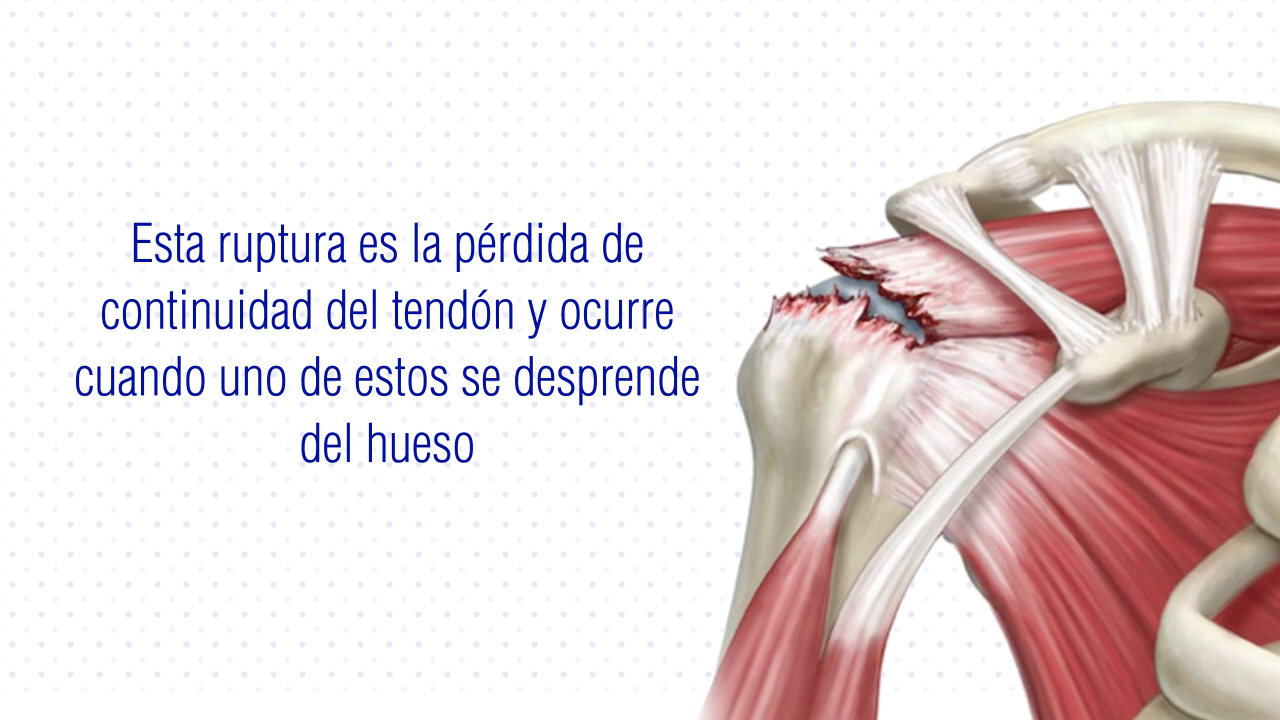 Esta ruptura es la pérdida de
continuidad del tendón y ocurre
cuando uno de estos se desprende
del hueso